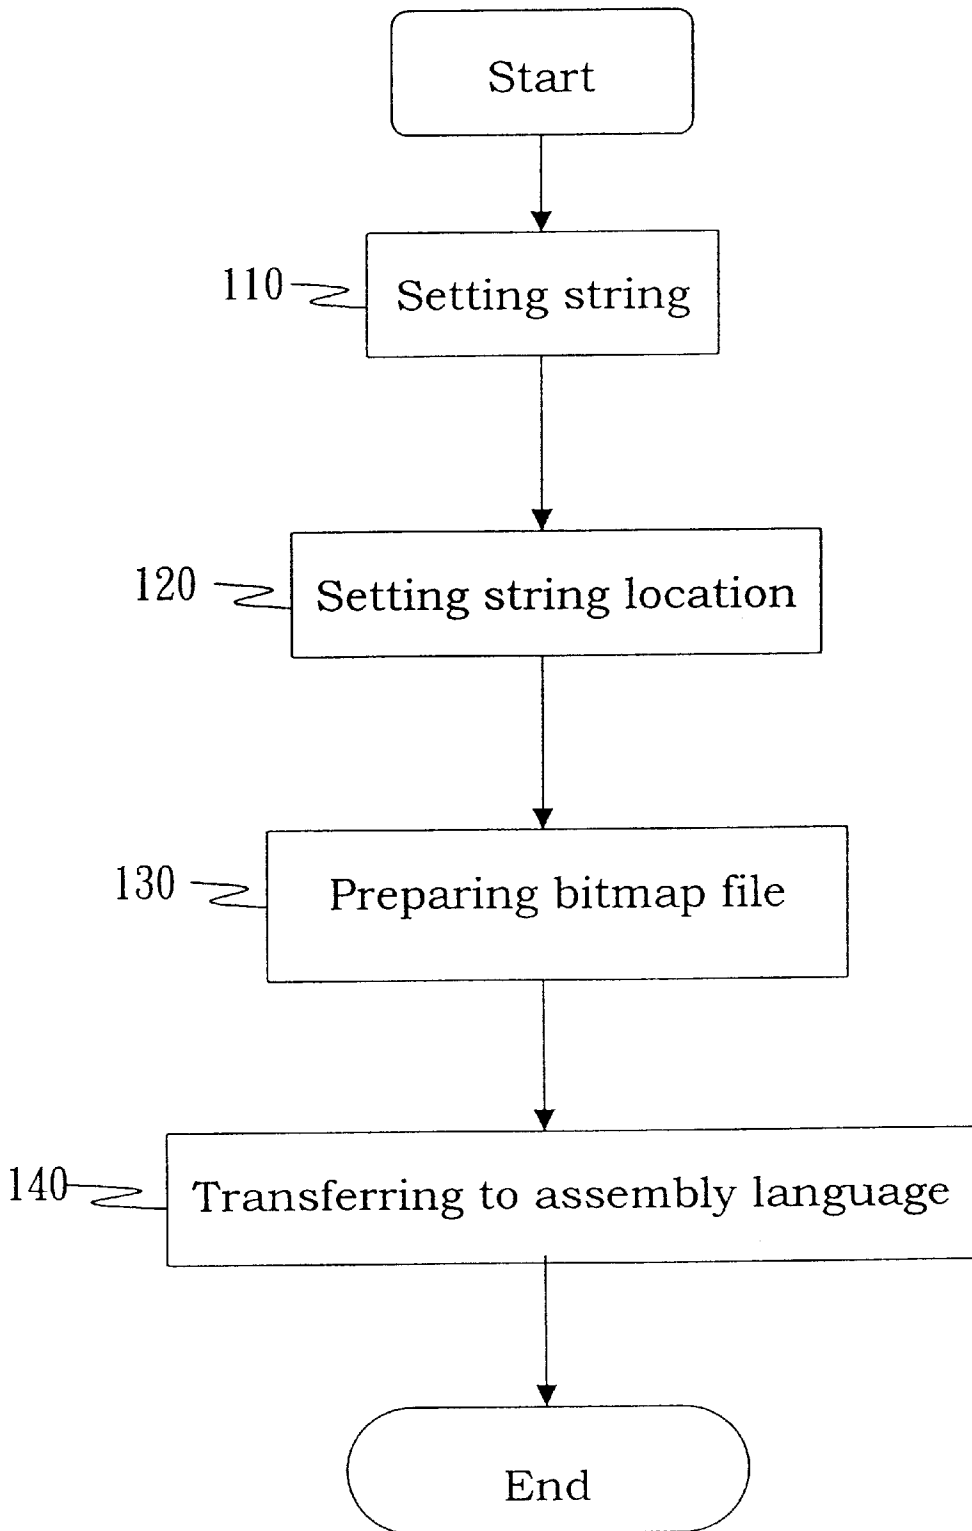 Start
110
Setting string
120
Setting string location
130
Preparing bitmap file
140
Transferring to assembly language
End